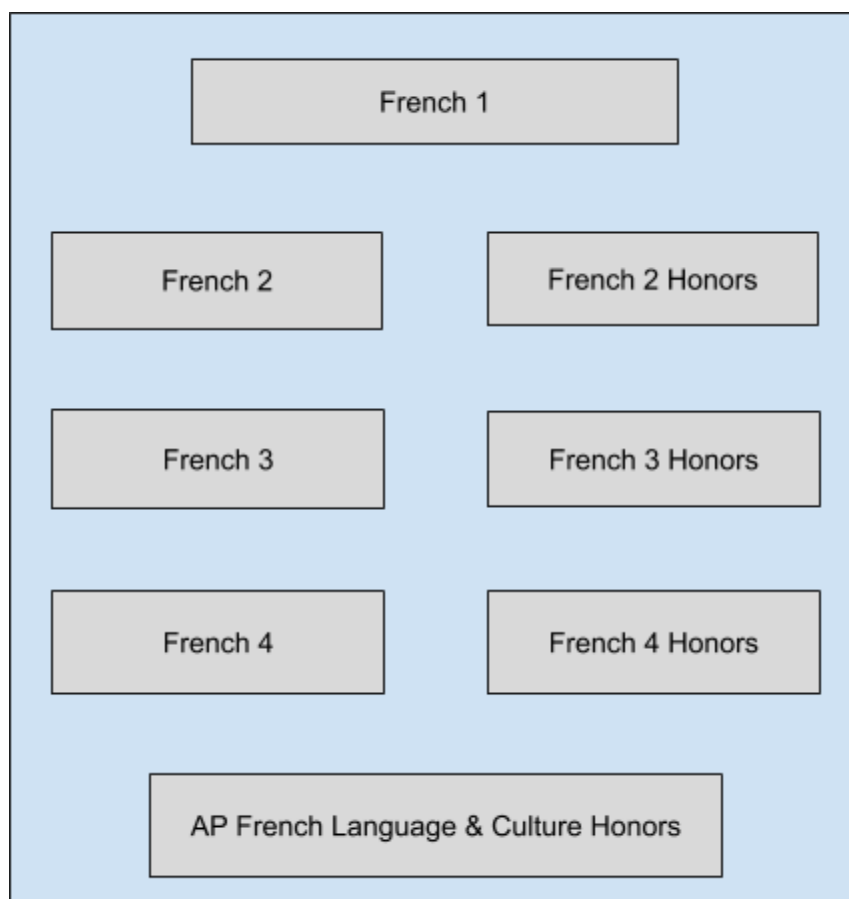 French 1
French 2
French 2 Honors
French 3
French 3 Honors
French 4
French 4 Honors
AP French Language & Culture Honors